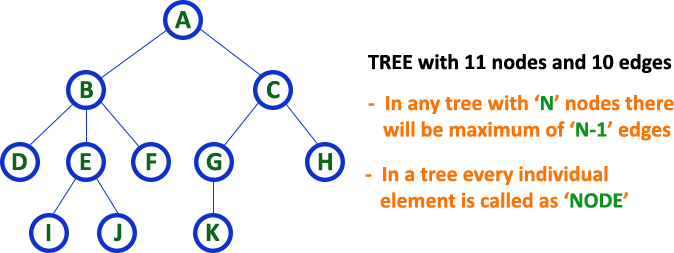 A
B
C
D
E
F
G
H
I
J
K
TREE with 11 nodes and 10 edges
- In any tree with ‘N’ nodes there
will be maximum of ‘N-1’ edges
- In a tree every individual
element is called as ‘NODE’